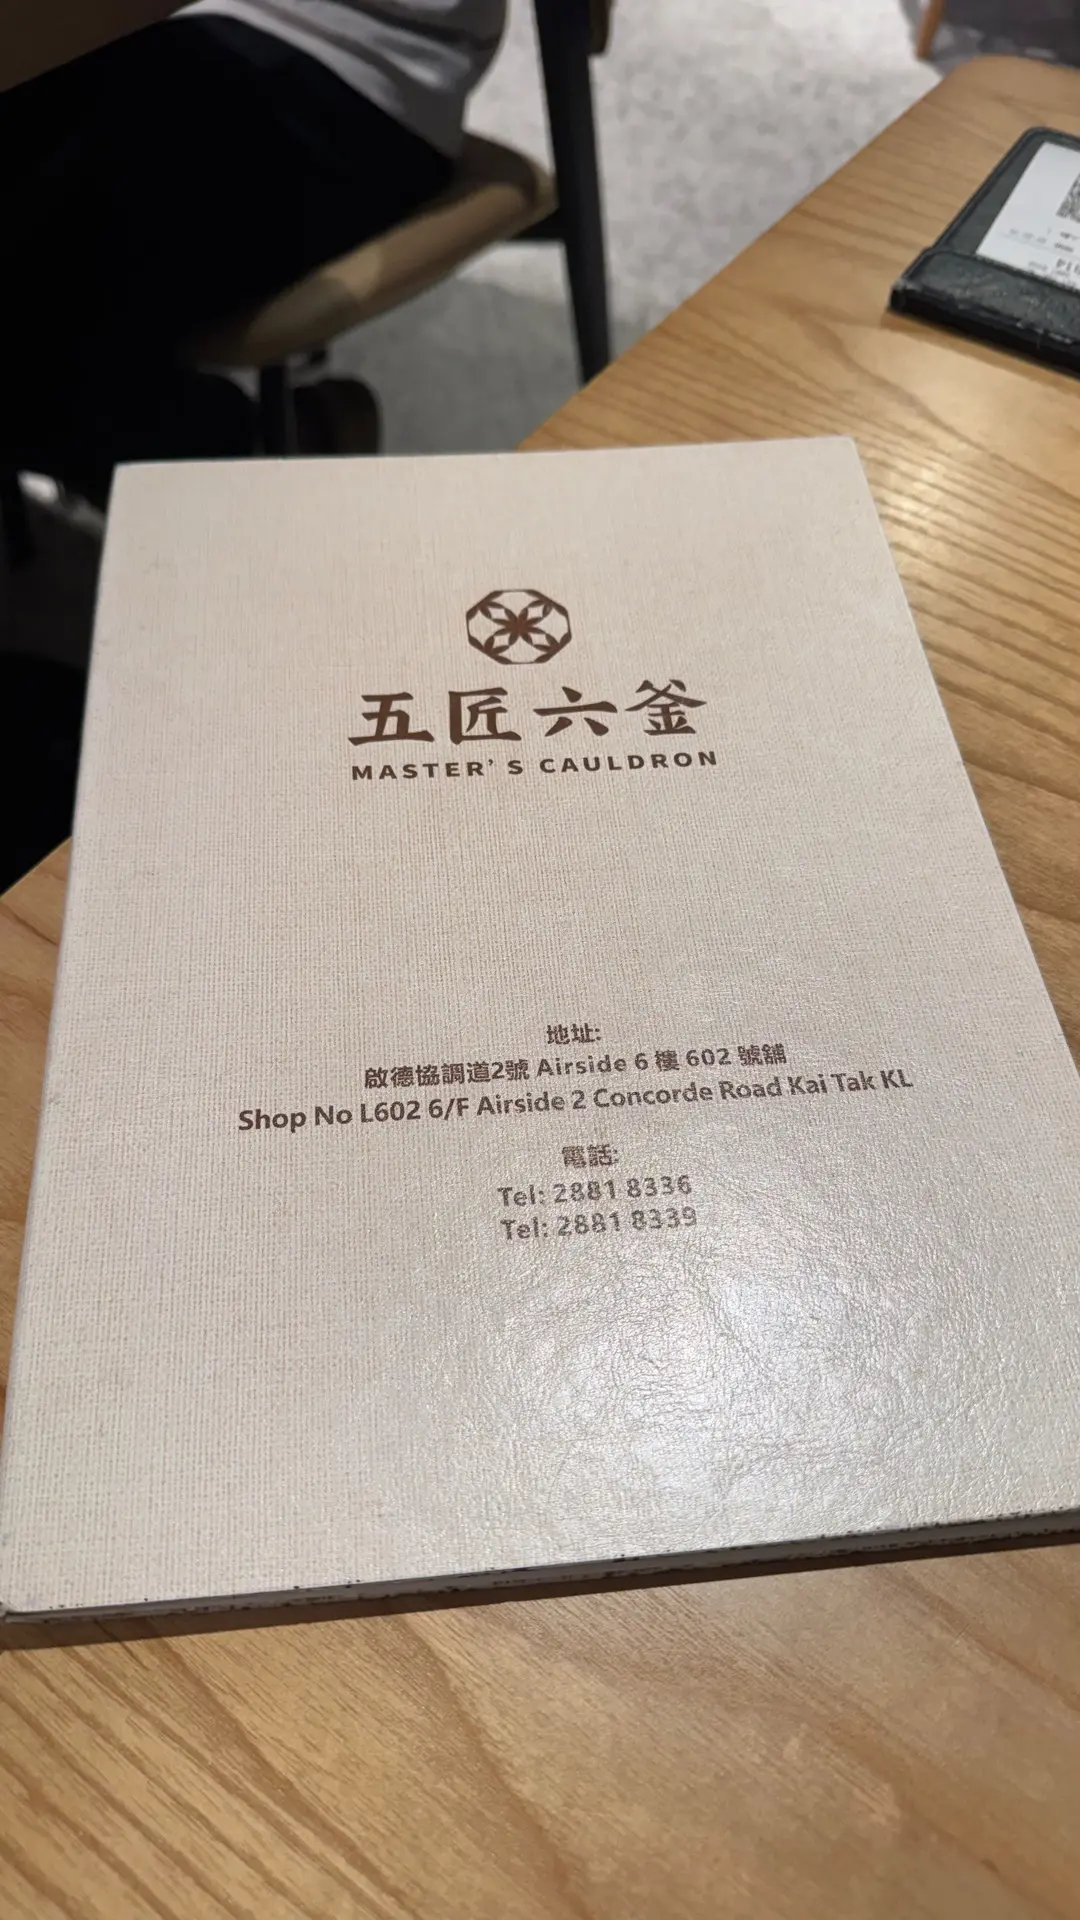 五匠六釜
MASTER'S CAULDRON
地址:
啟德協調道2號 Airside 6 樓 602 號舖
Shop No L602 6/F Airside 2 Concorde Road Kai Tak KL
電話:
Tel: 2881 8336
Tel: 2881 8339